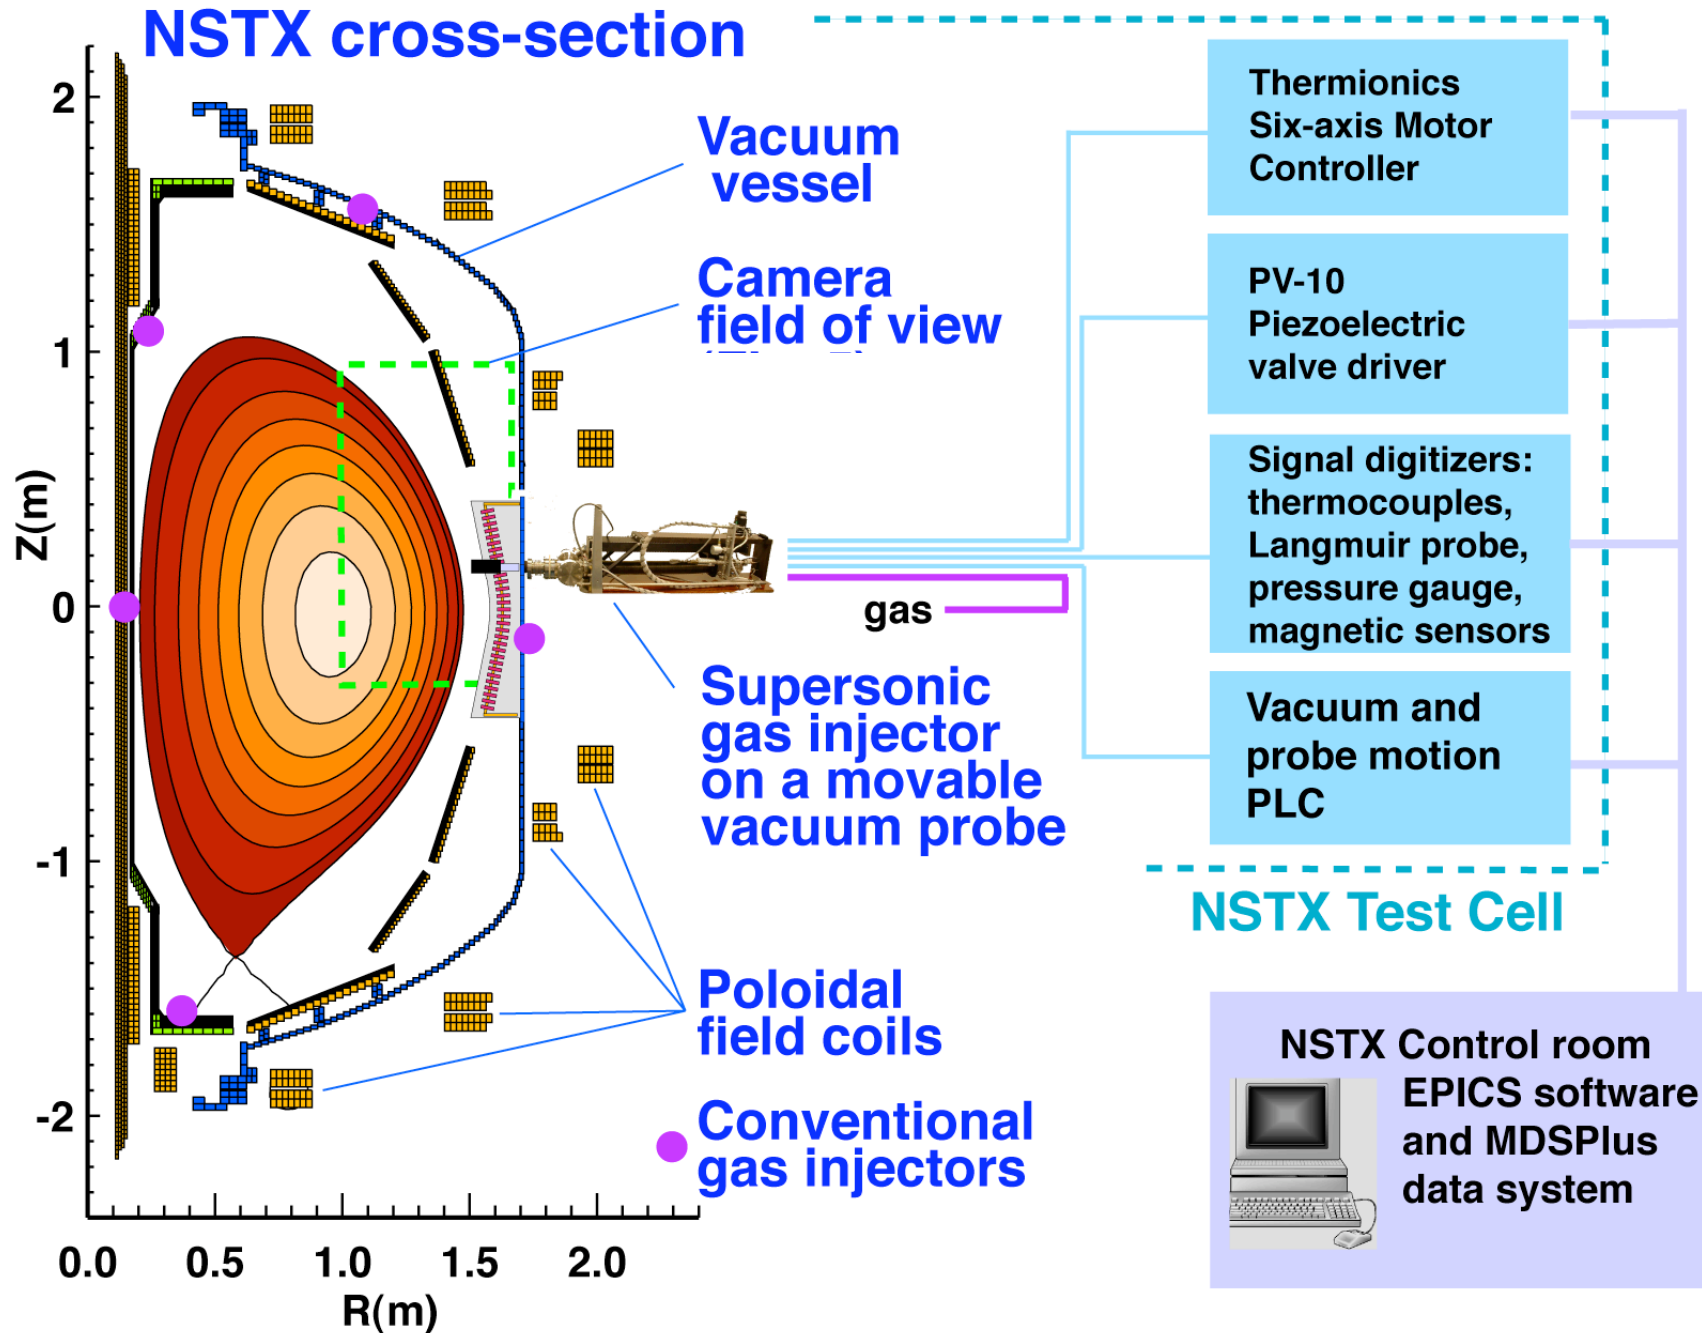 NSTX cross-section
Vacuum
vessel
Camera
field of view
Supersonic
gas injector
on a movable
vacuum probe
Poloidal
field coils
Conventional
gas injectors
gas
Z(m)
2
1
0
-1
-2
0.0
0.5
1.0
1.5
2.0
R(m)
Thermionics
Six-axis Motor
Controller
PV-10
Piezoelectric
valve driver
Signal digitizers:
thermocouples,
Langmuir probe,
pressure gauge,
magnetic sensors
Vacuum and
probe motion
PLC
NSTX Test Cell
NSTX Control room
EPICS software
and MDSPlus
data system